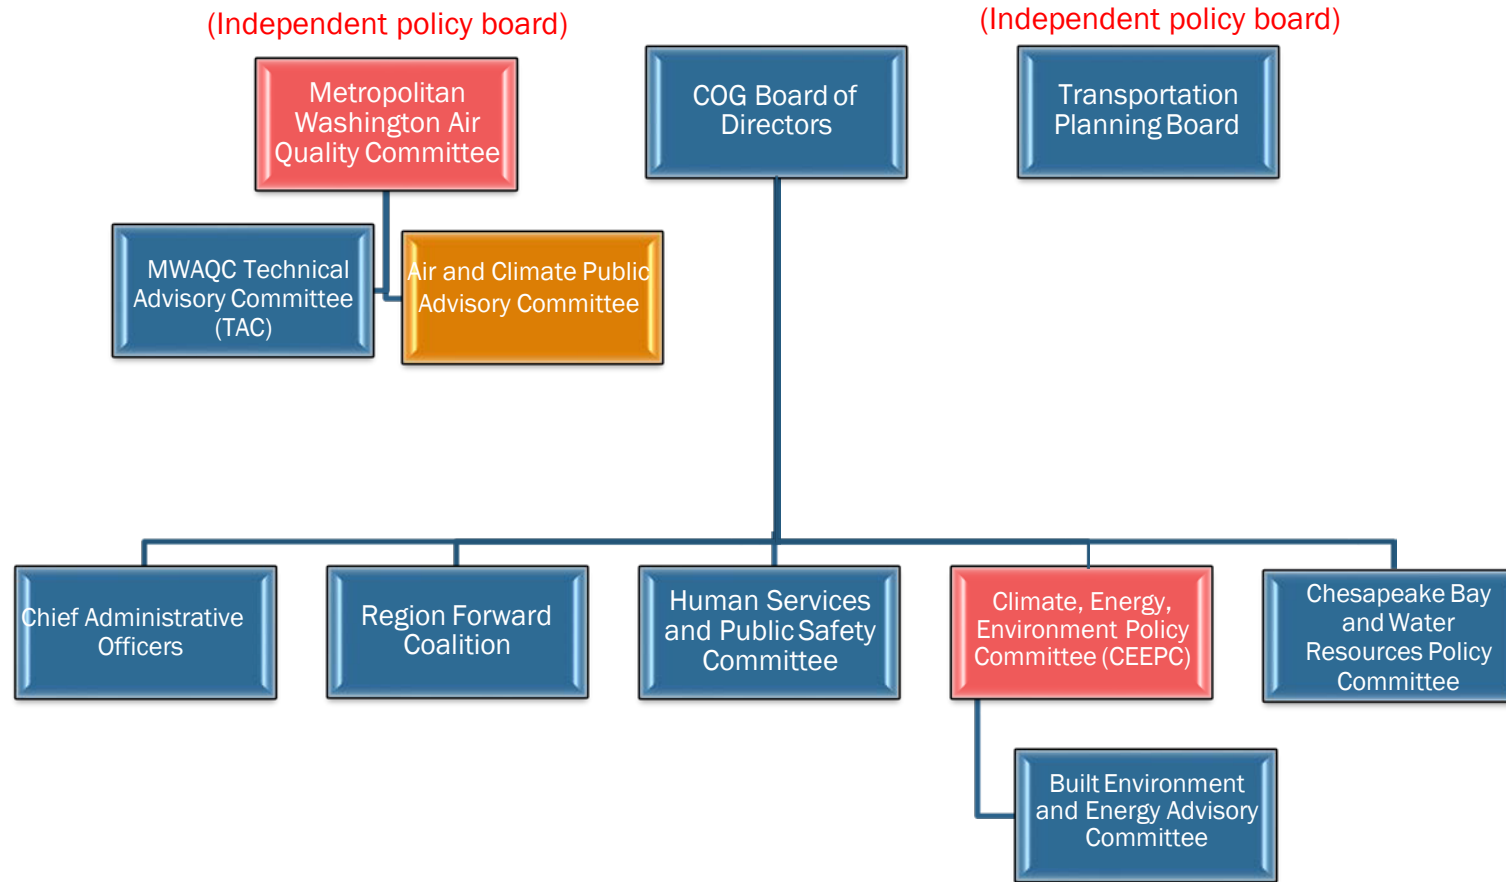 (Independent policy board)
(Independent policy board)
Metropolitan
Washington Air
Quality Committee
COG Board of
Directors
Transportation
Planning Board
MWAQC Technical
Advisory Committee
(TAC)
Air and Climate Public
Advisory Committee
Chief Administrative
Officers
Region Forward
Coalition
Human Services
and Public Safety
Committee
Climate, Energy,
Environment Policy
Committee (CEEPC)
Chesapeake Bay
and Water
Resources Policy
Committee
Built Environment
and Energy Advisory
Committee